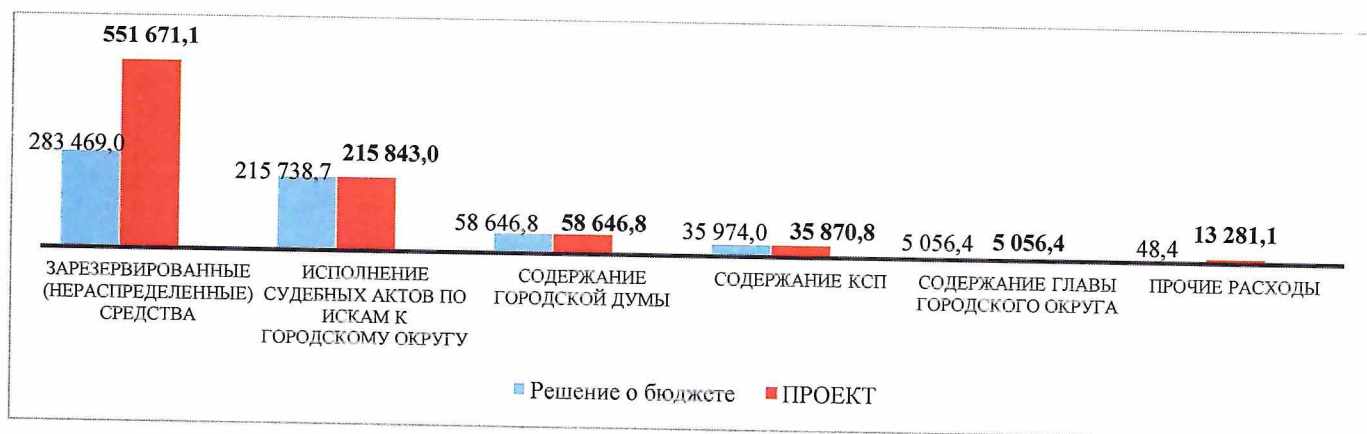 551 671,1
283 469,0
215 738,7
215 843,0
58 646,8
58 646,8
35 974,0
35 870,8
5 056,4
5 056,4
48,4
13 281,1
ЗАРЕЗЕРВИРОВАННЫЕ
(НЕРАСПРЕДЕЛЕННЫЕ)
СРЕДСТВА
ИСПОЛНЕНИЕ
СУДЕБНЫХ АКТОВ ПО
ИСКАМ К
ГОРОДСКОМУ ОКРУГУ
СОДЕРЖАНИЕ
ГОРОДСКОЙ ДУМЫ
СОДЕРЖАНИЕ КСП
СОДЕРЖАНИЕ ГЛАВЫ
ГОРОДСКОГО ОКРУГА
ПРОЧИЕ РАСХОДЫ
Решение о бюджете
ПРОЕКТ